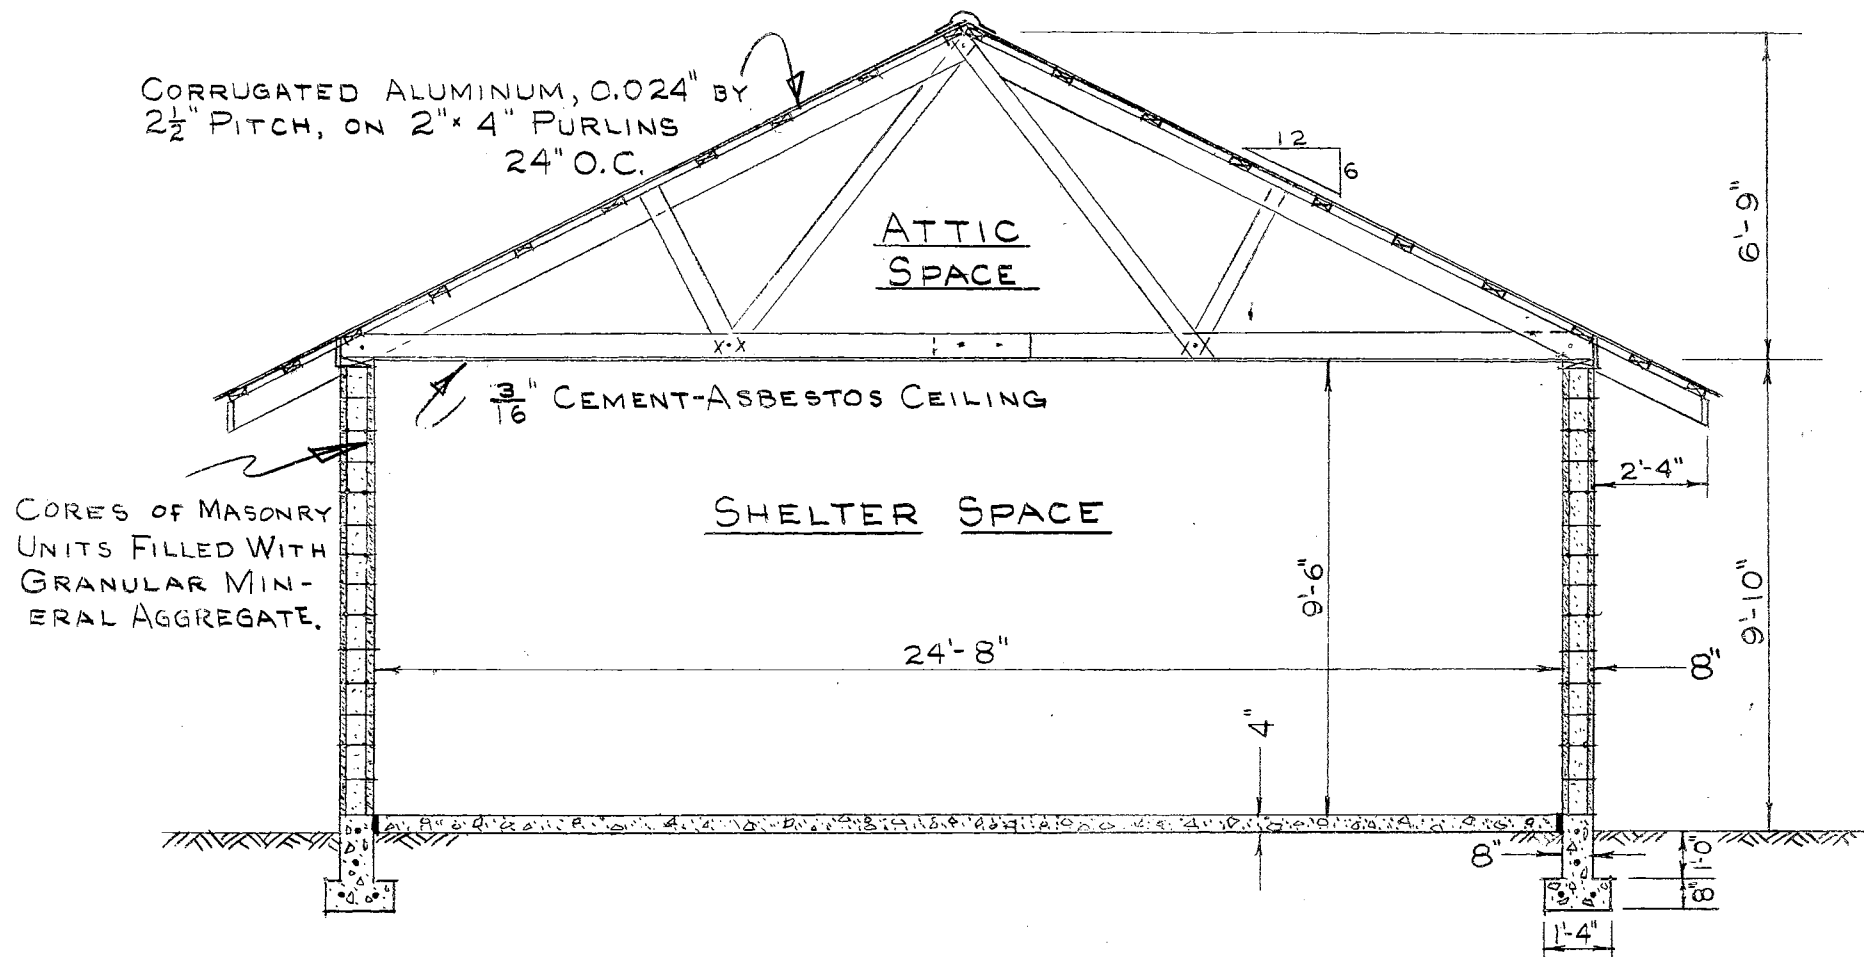 CORRUGATED ALUMINUM, 0.024" BY
2½" PITCH, ON 2"x 4" PURLINS
24" O.C.
12
6
6'-9"
ATTIC
SPACE
3/16" CEMENT-ASBESTOS CEILING
2'-4"
CORES OF MASONRY
UNITS FILLED WITH
GRANULAR MIN-
ERAL AGGREGATE.
SHELTER SPACE
9'-6"
9'-10"
24'-8"
8"
4"
8"
1'-0"
8"
1'-4"